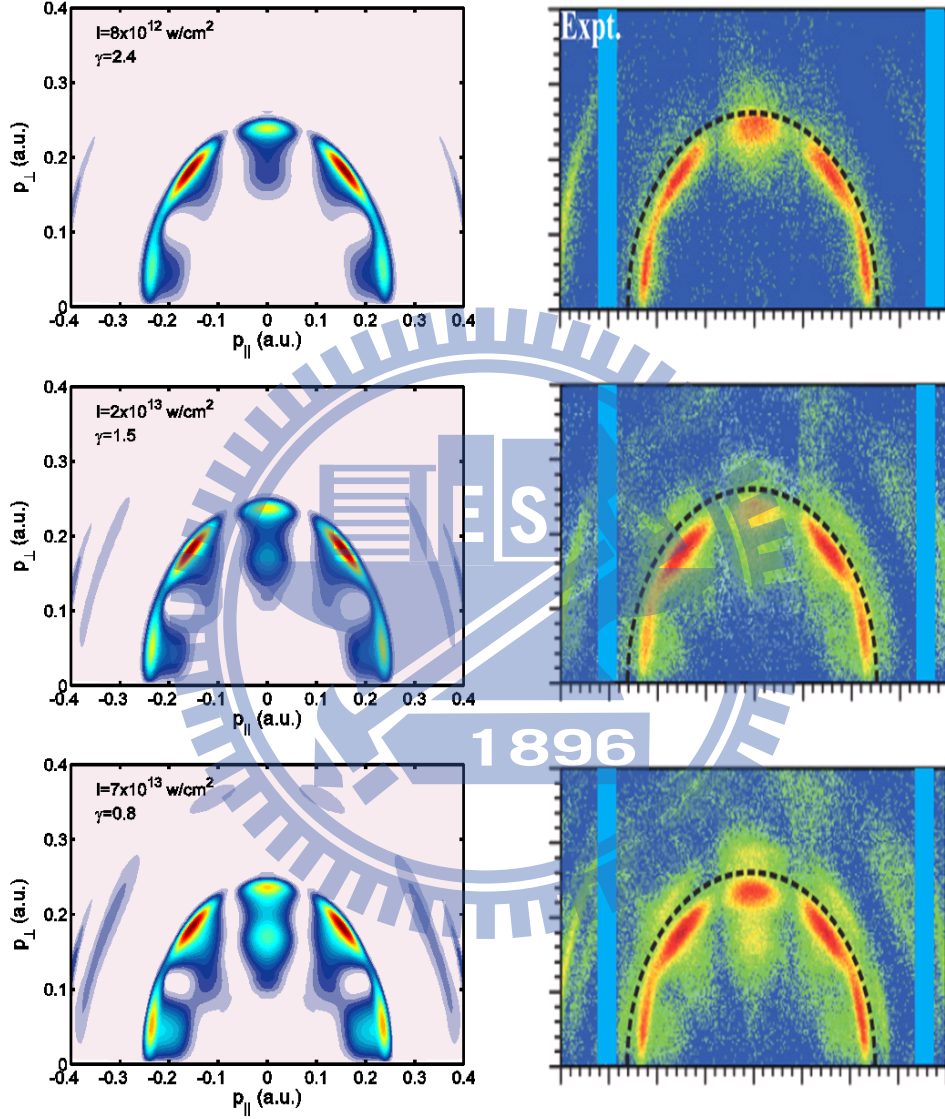 I=8x10¹² w/cm²
γ=2.4
Expt.
p⊥ (a.u.)
0.4
0.3
0.2
0.1
0
-0.4 -0.3 -0.2 -0.1 0 0.1 0.2 0.3 0.4
p|| (a.u.)
I=2x10¹³ w/cm²
γ=1.5
p⊥ (a.u.)
0.4
0.3
0.2
0.1
0
-0.4 -0.3 -0.2 -0.1 0 0.1 0.2 0.3 0.4
p|| (a.u.)
ES
1896
I=7x10¹³ w/cm²
γ=0.8
p⊥ (a.u.)
0.4
0.3
0.2
0.1
0
-0.4 -0.3 -0.2 -0.1 0 0.1 0.2 0.3 0.4
p|| (a.u.)